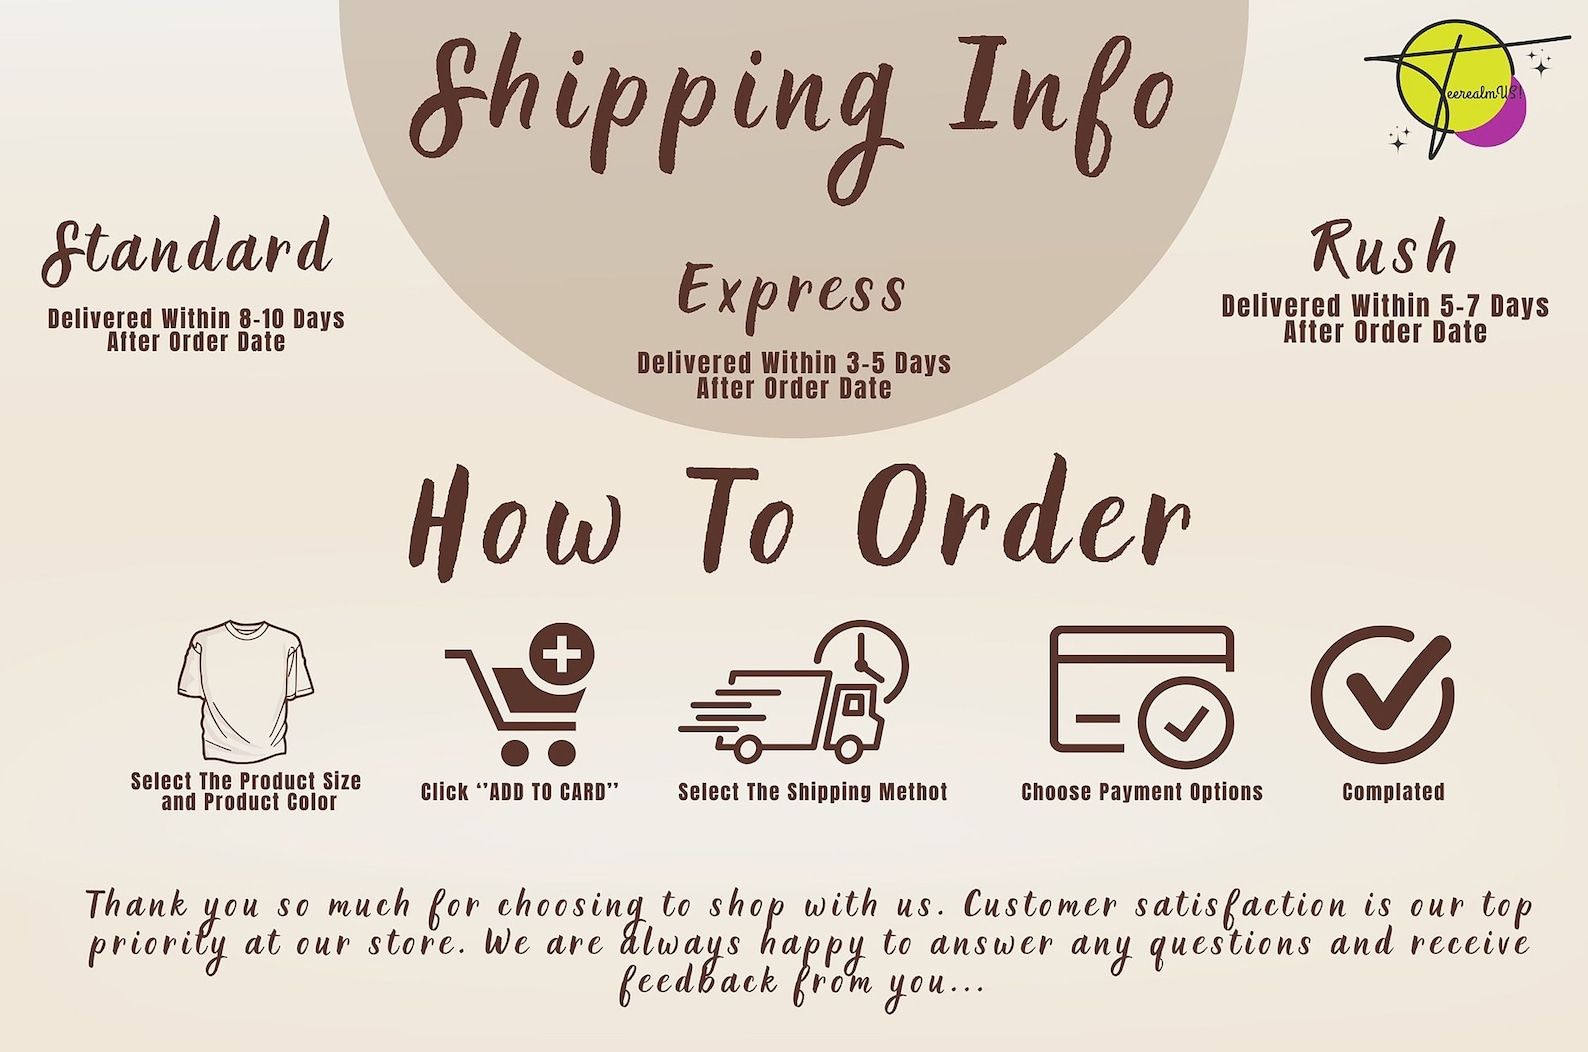 Shipping Info
TeerealmUS!
Standard
Delivered Within 8-10 Days
After Order Date
Express
Delivered Within 3-5 Days
After Order Date
Rush
Delivered Within 5-7 Days
After Order Date
How To Order
Select The Product Size
and Product Color
Click ‘’ADD TO CARD’’
Select The Shipping Methot
Choose Payment Options
Complated
Thank you so much for choosing to shop with us. Customer satisfaction is our top
priority at our store. We are always happy to answer any questions and receive
feedback from you...